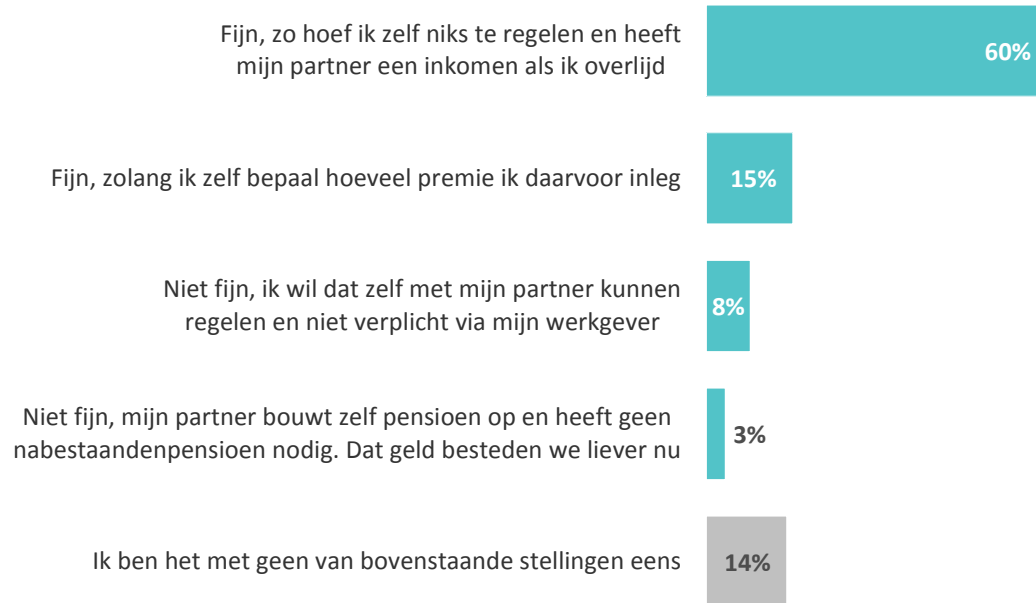 Fijn, zo hoef ik zelf niks te regelen en heeft
mijn partner een inkomen als ik overlijd
60%
Fijn, zolang ik zelf bepaal hoeveel premie ik daarvoor inleg
15%
Niet fijn, ik wil dat zelf met mijn partner kunnen
regelen en niet verplicht via mijn werkgever
8%
Niet fijn, mijn partner bouwt zelf pensioen op en heeft geen
nabestaandenpensioen nodig. Dat geld besteden we liever nu
3%
Ik ben het met geen van bovenstaande stellingen eens
14%